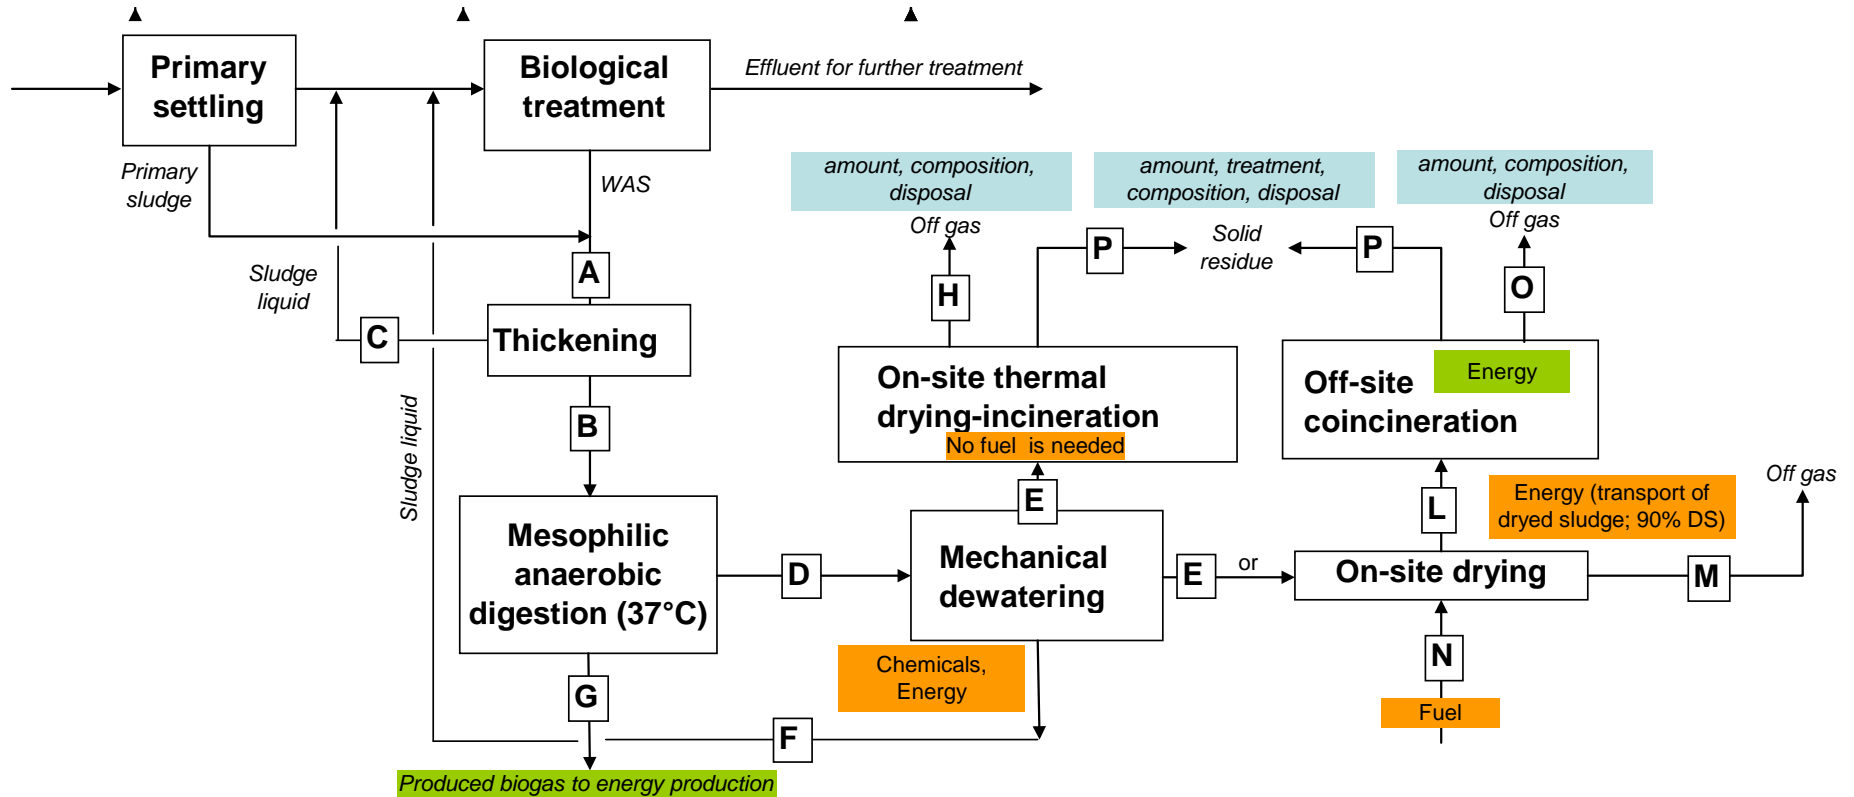 Primary
settling
Biological
treatment
Effluent for further treatment
Primary
sludge
WAS
amount, composition,
disposal
Off gas
amount, treatment,
composition, disposal
Solid
residue
amount, composition,
disposal
Off gas
P
P
A
H
O
Sludge
liquid
C
Thickening
On-site thermal
drying-incineration
No fuel is needed
Energy
Off-site
coincineration
B
Sludge liquid
E
L
Energy (transport of
dryed sludge; 90% DS)
Off gas
Mesophilic
anaerobic
digestion (37°C)
D
Mechanical
dewatering
E
or
On-site drying
M
N
Chemicals,
Energy
G
Fuel
F
Produced biogas to energy production